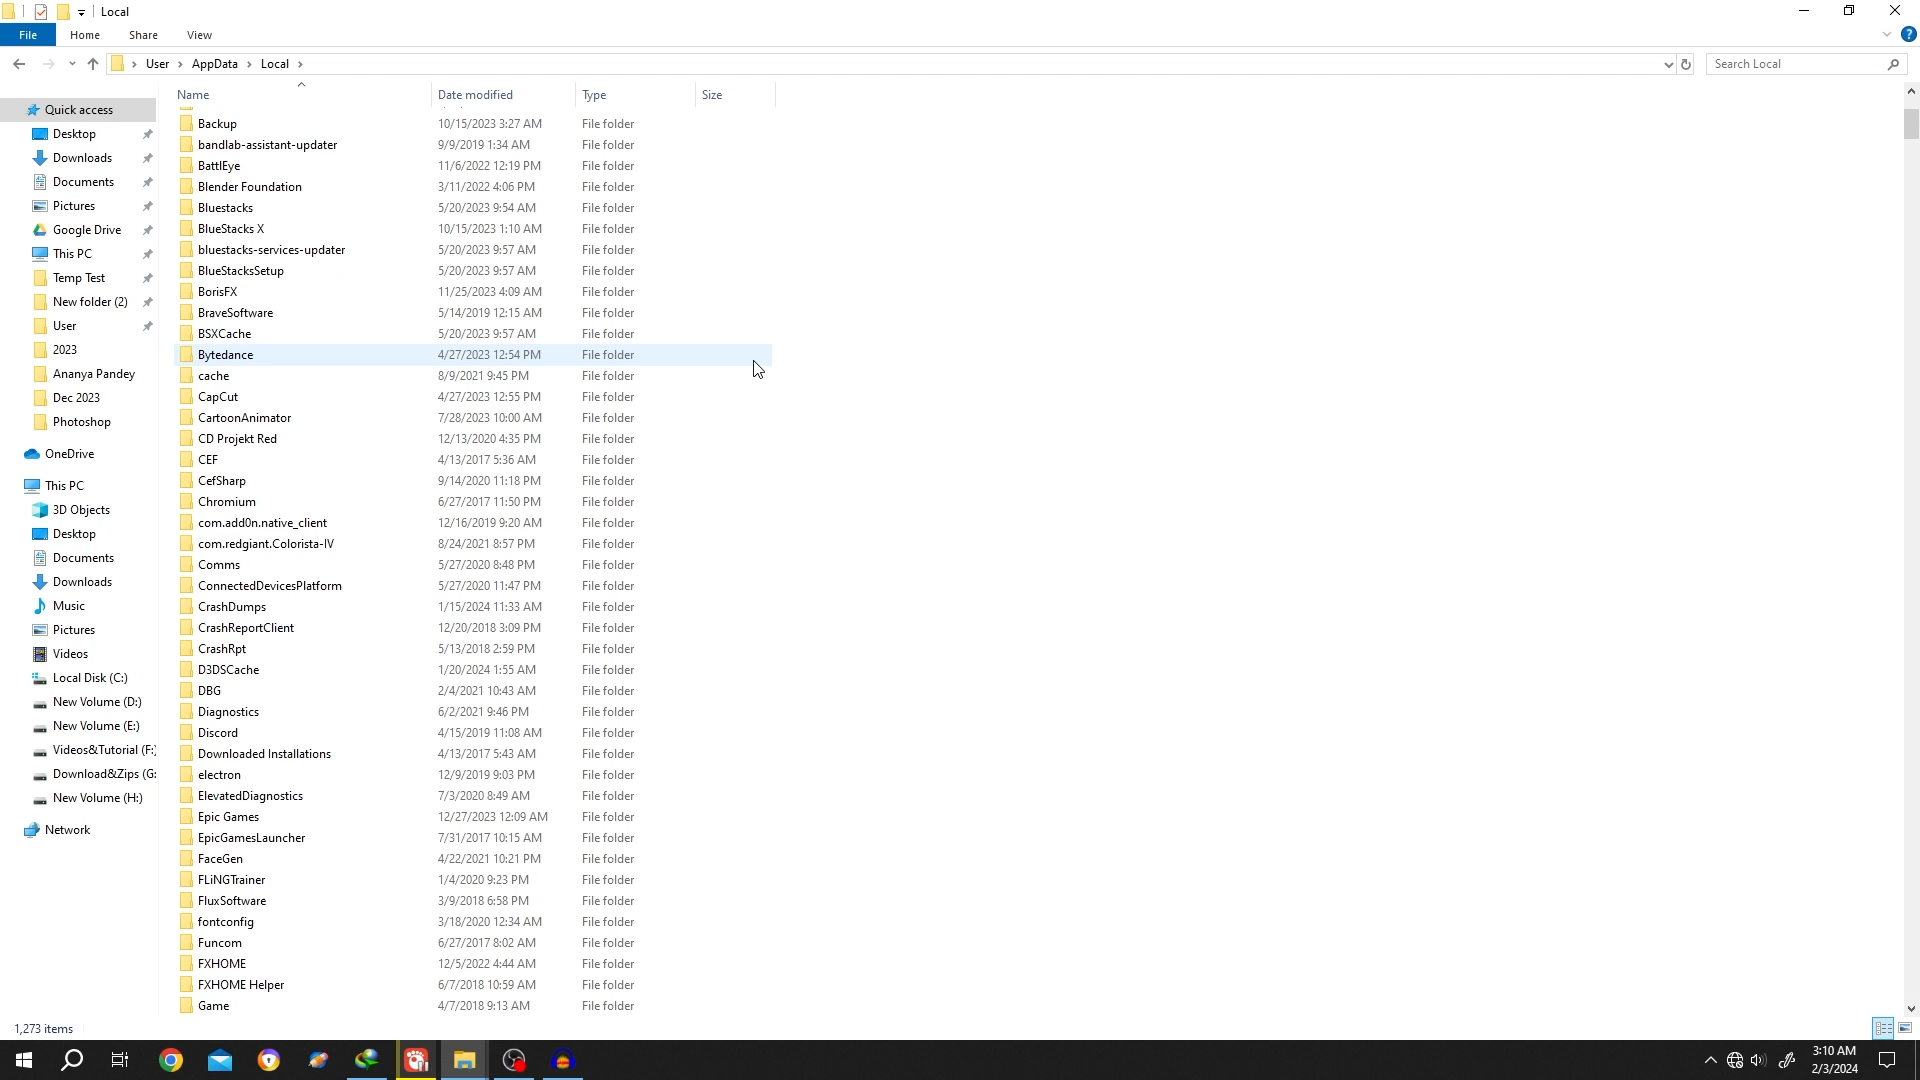 Local
File Home Share View
User AppData Local Search Local
Name Date modified Type Size
Quick access
Desktop
Downloads
Documents
Pictures
Google Drive
This PC
Temp Test
New folder (2)
User
2023
Ananya Pandey
Dec 2023
Photoshop
OneDrive
This PC
3D Objects
Desktop
Documents
Downloads
Music
Pictures
Videos
Local Disk (C:)
New Volume (D:)
New Volume (E:)
Videos&Tutorial (F:)
Download&Zips (G:
New Volume (H:)
Network
Backup 10/15/2023 3:27 AM File folder
bandlab-assistant-updater 9/9/2019 1:34 AM File folder
BattlEye 11/6/2022 12:19 PM File folder
Blender Foundation 3/11/2022 4:06 PM File folder
Bluestacks 5/20/2023 9:54 AM File folder
BlueStacks X 10/15/2023 1:10 AM File folder
bluestacks-services-updater 5/20/2023 9:57 AM File folder
BlueStacksSetup 5/20/2023 9:57 AM File folder
BorisFX 11/25/2023 4:09 AM File folder
BraveSoftware 5/14/2019 12:15 AM File folder
BSXCache 5/20/2023 9:57 AM File folder
Bytedance 4/27/2023 12:54 PM File folder
cache 8/9/2021 9:45 PM File folder
CapCut 4/27/2023 12:55 PM File folder
CartoonAnimator 7/28/2023 10:00 AM File folder
CD Projekt Red 12/13/2020 4:35 PM File folder
CEF 4/13/2017 5:36 AM File folder
CefSharp 9/14/2020 11:18 PM File folder
Chromium 6/27/2017 11:50 PM File folder
com.add0n.native_client 12/16/2019 9:20 AM File folder
com.redgiant.Colorista-IV 8/24/2021 8:57 PM File folder
Comms 5/27/2020 8:48 PM File folder
ConnectedDevicesPlatform 5/27/2020 11:47 PM File folder
CrashDumps 1/15/2024 11:33 AM File folder
CrashReportClient 12/20/2018 3:09 PM File folder
CrashRpt 5/13/2018 2:59 PM File folder
D3DSCache 1/20/2024 1:55 AM File folder
DBG 2/4/2021 10:43 AM File folder
Diagnostics 6/2/2021 9:46 PM File folder
Discord 4/15/2019 11:08 AM File folder
Downloaded Installations 4/13/2017 5:43 AM File folder
electron 12/9/2019 9:03 PM File folder
ElevatedDiagnostics 7/3/2020 8:49 AM File folder
Epic Games 12/27/2023 12:09 AM File folder
EpicGamesLauncher 7/31/2017 10:15 AM File folder
FaceGen 4/22/2021 10:21 PM File folder
FLiNGTrainer 1/4/2020 9:23 PM File folder
FluxSoftware 3/9/2018 6:58 PM File folder
fontconfig 3/18/2020 12:34 AM File folder
Funcom 6/27/2017 8:02 AM File folder
FXHOME 12/5/2022 4:44 AM File folder
FXHOME Helper 6/7/2018 10:59 AM File folder
Game 4/7/2018 9:13 AM File folder
1,273 items
3:10 AM
2/3/2024